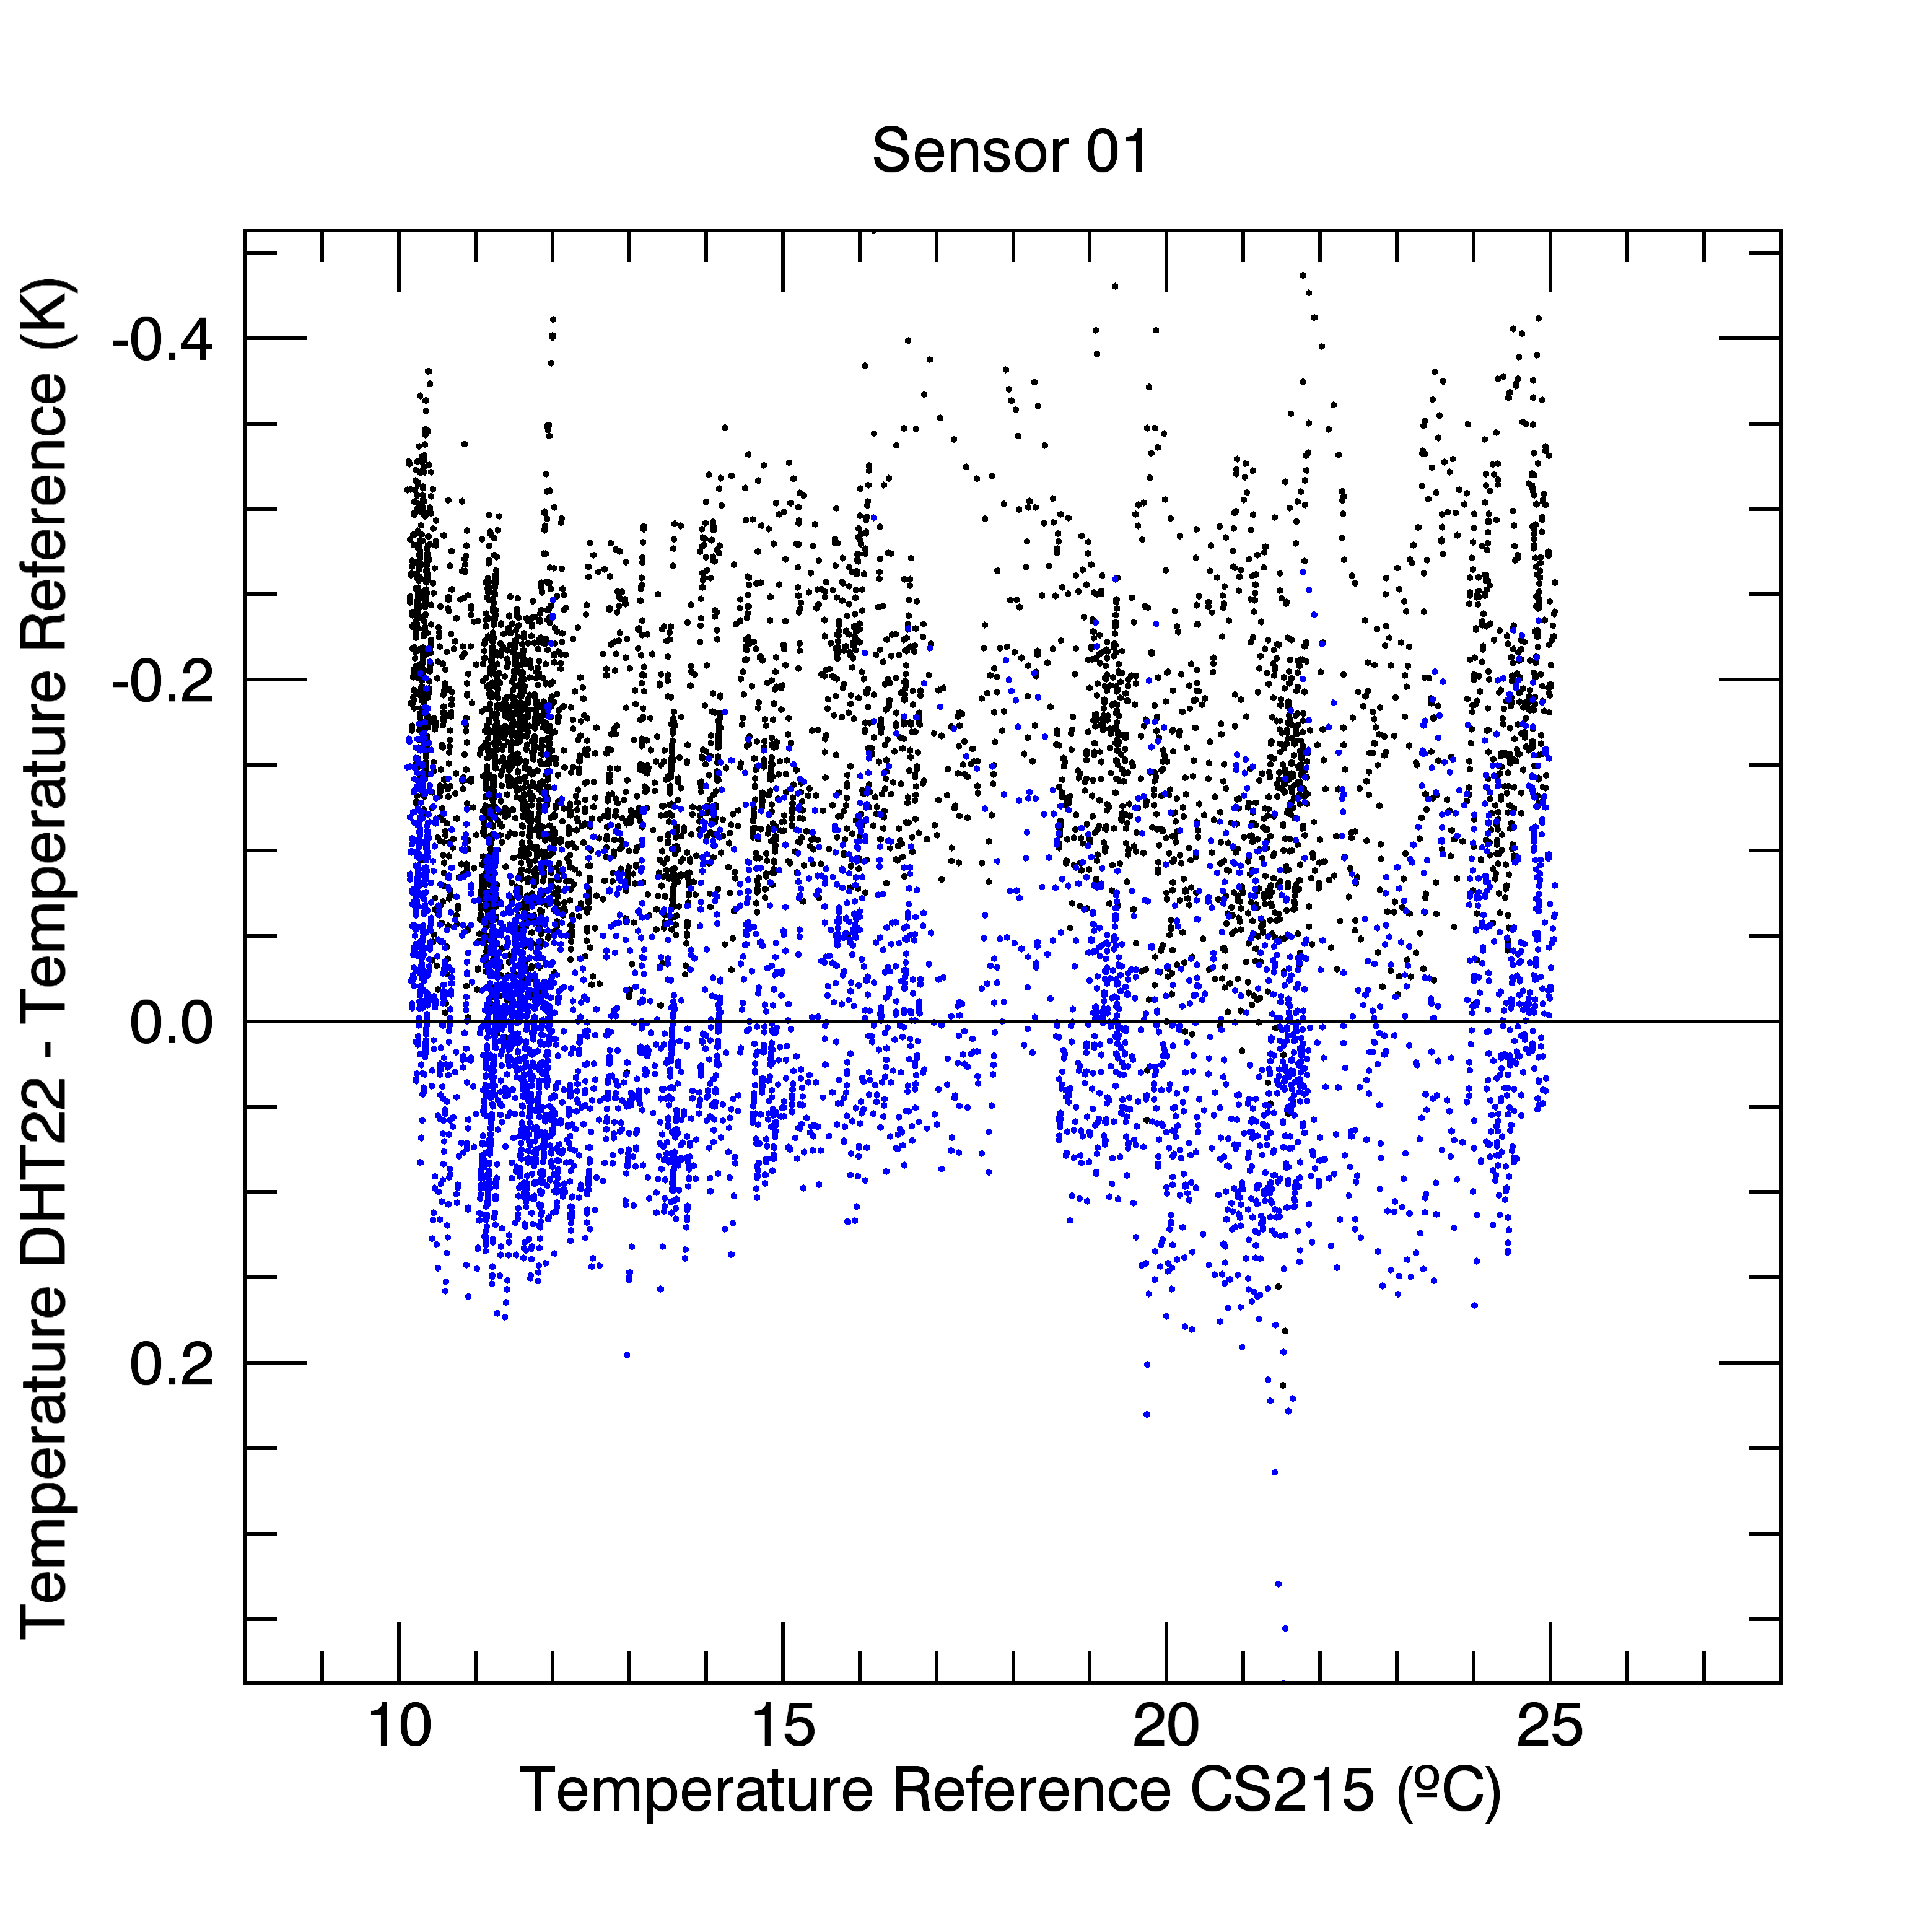 Sensor 01
Temperature DHT22 - Temperature Reference (K)
-0.4
-0.2
0.0
0.2
10 15 20 25
Temperature Reference CS215 (ºC)